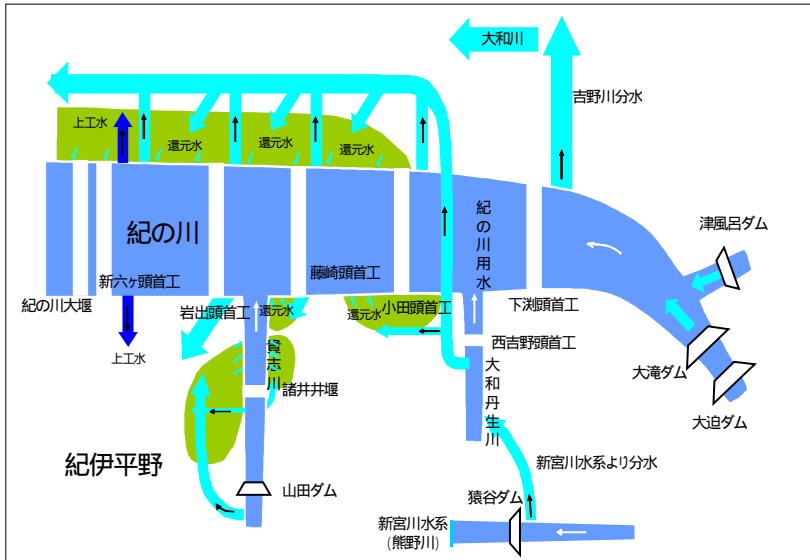 大和川
吉野川分水
上工水
還元水
還元水
還元水
紀の川
紀の川用水
津風呂ダム
藤崎頭首工
新六ヶ頭首工
紀の川大堰
岩出頭首工
還元水
還元水
小田頭首工
下渕頭首工
上工水
貴志川
西吉野頭首工
大和丹生川
大滝ダム
大迫ダム
諸井井堰
紀伊平野
新宮川水系より分水
山田ダム
猿谷ダム
新宮川水系
(熊野川)